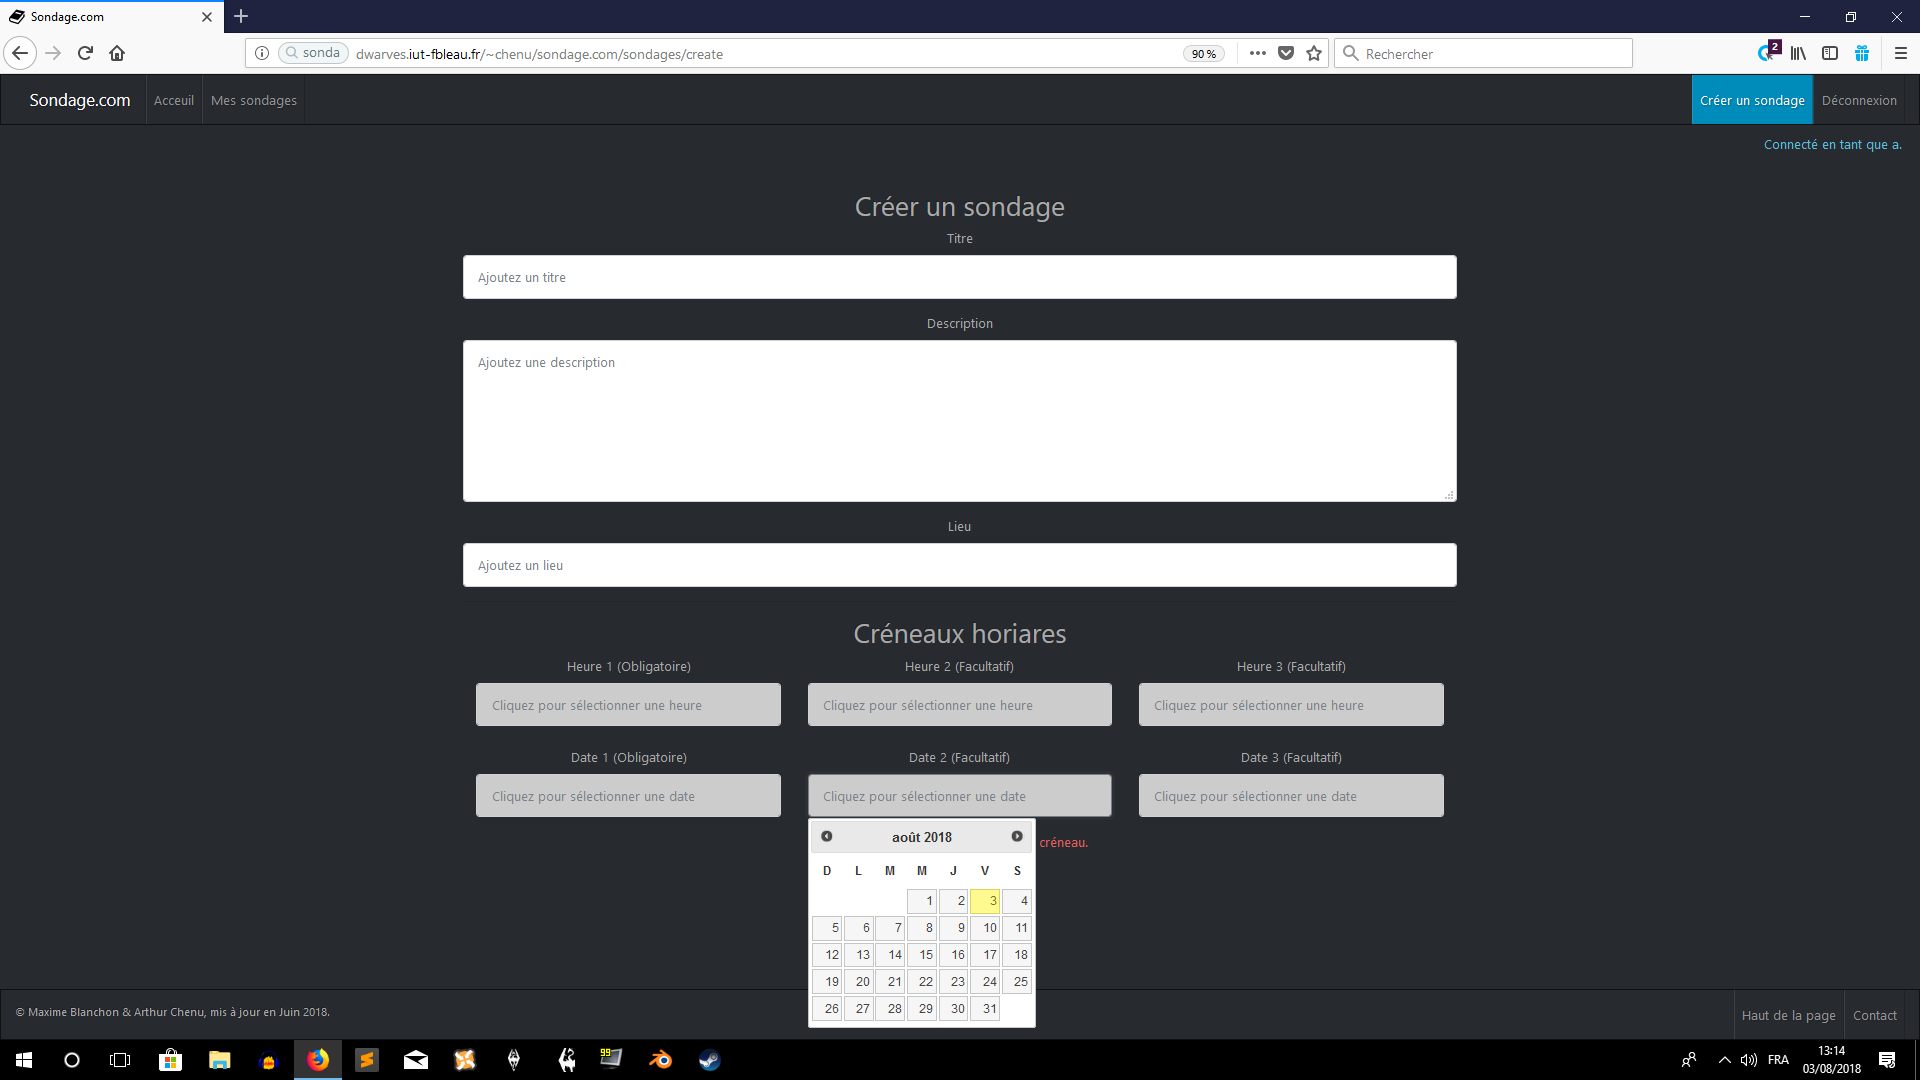 Sondage.com
sonda
dwarves.iut-fbleau.fr/~chenu/sondage.com/sondages/create
90 %
Rechercher
2
Sondage.com
Acceuil
Mes sondages
Créer un sondage
Déconnexion
Connecté en tant que a.
Créer un sondage
Titre
Ajoutez un titre
Description
Ajoutez une description
Lieu
Ajoutez un lieu
Créneaux horiares
Heure 1 (Obligatoire)
Heure 2 (Facultatif)
Heure 3 (Facultatif)
Cliquez pour sélectionner une heure
Cliquez pour sélectionner une heure
Cliquez pour sélectionner une heure
Date 1 (Obligatoire)
Date 2 (Facultatif)
Date 3 (Facultatif)
Cliquez pour sélectionner une date
Cliquez pour sélectionner une date
Cliquez pour sélectionner une date
août 2018
créneau.
D L M M J V S
1 2 3 4
5 6 7 8 9 10 11
12 13 14 15 16 17 18
19 20 21 22 23 24 25
26 27 28 29 30 31
© Maxime Blanchon & Arthur Chenu, mis à jour en Juin 2018.
Haut de la page
Contact
99
FRA
13:14
03/08/2018